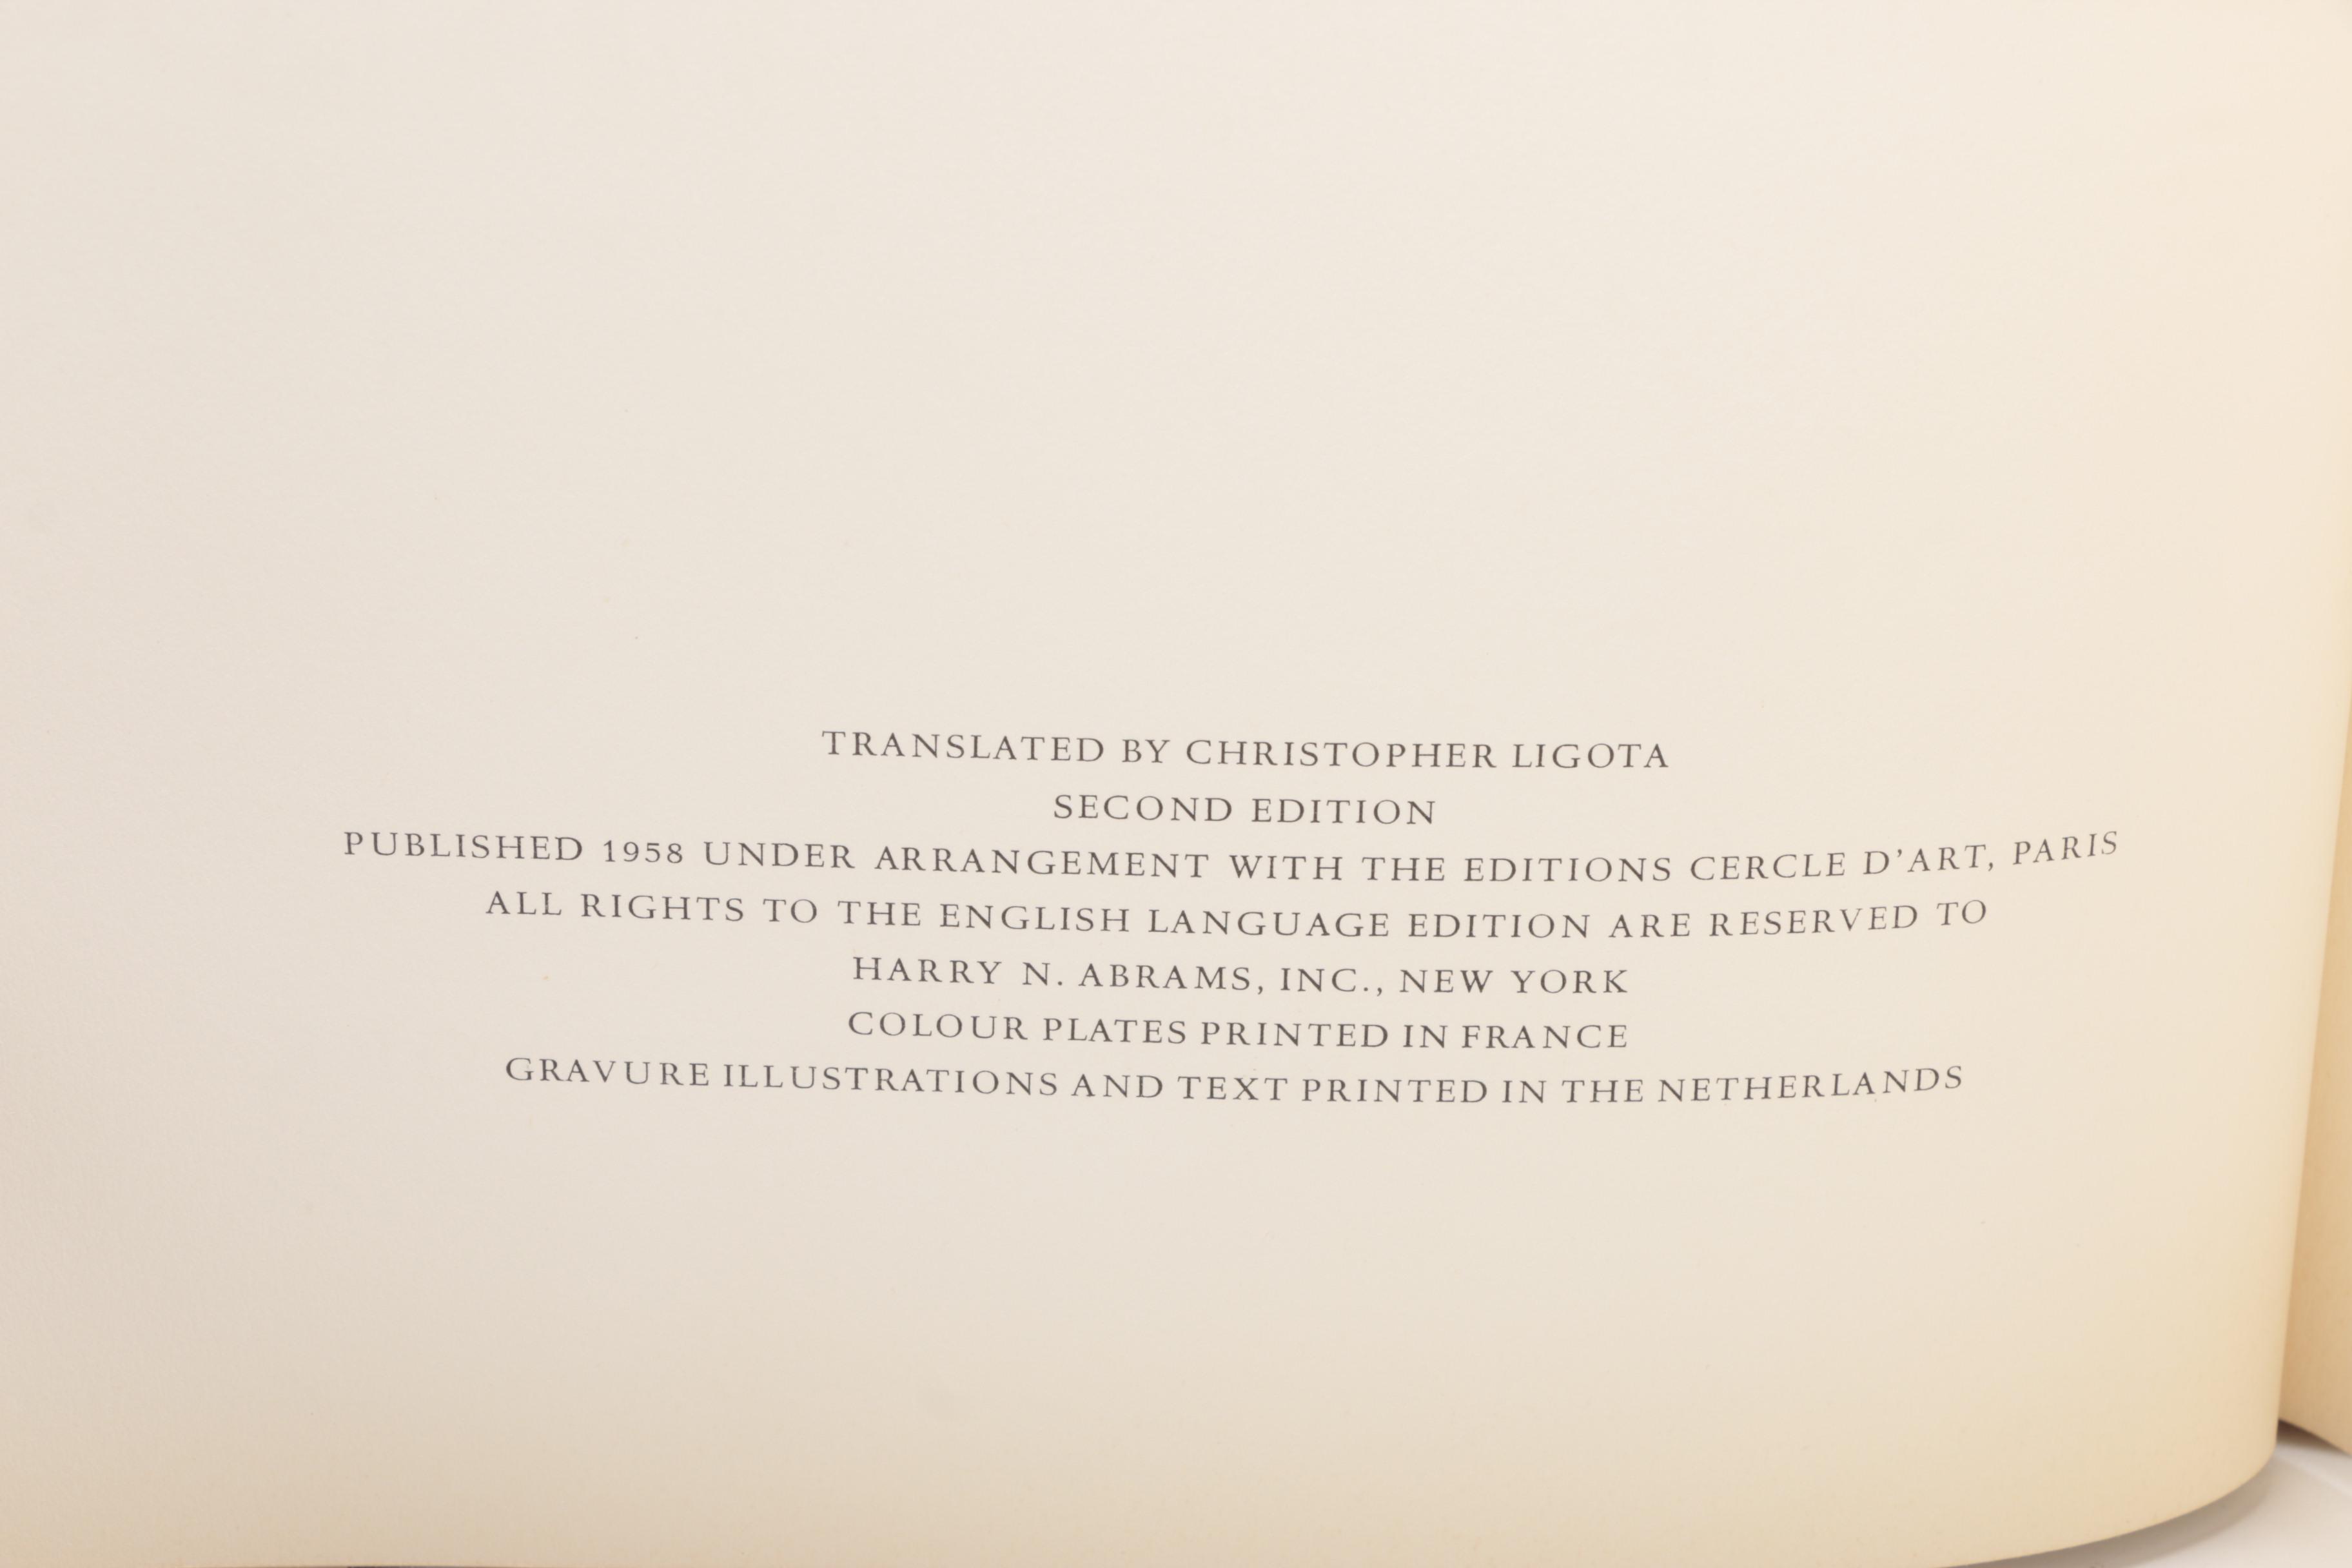 TRANSLATED BY CHRISTOPHER LIGOTA
SECOND EDITION
PUBLISHED 1958 UNDER ARRANGEMENT WITH THE EDITIONS CERCLE D'ART, PARIS
ALL RIGHTS TO THE ENGLISH LANGUAGE EDITION ARE RESERVED TO
HARRY N. ABRAMS, INC., NEW YORK
COLOUR PLATES PRINTED IN FRANCE
GRAVURE ILLUSTRATIONS AND TEXT PRINTED IN THE NETHERLANDS